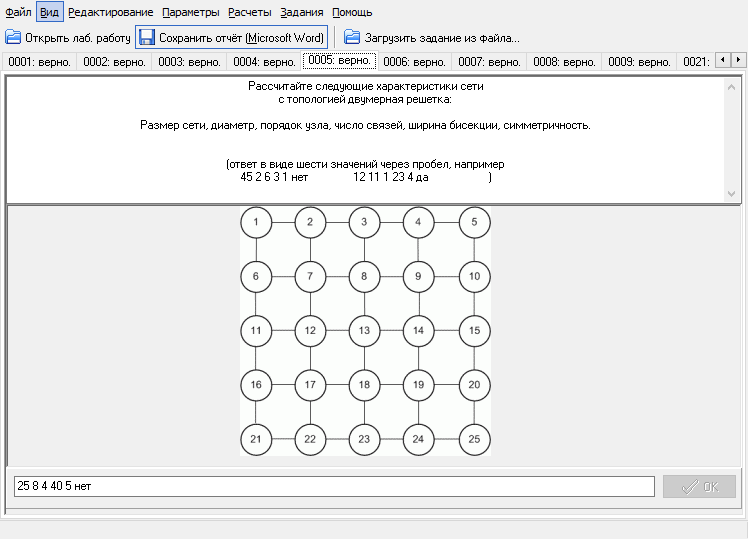 Файл Вид Редактирование Параметры Расчеты Задания Помощь
Открыть лаб. работу Сохранить отчёт (Microsoft Word) Загрузить задание из файла...
0001: верно. 0002: верно. 0003: верно. 0004: верно. 0005: верно. 0006: верно. 0007: верно. 0008: верно. 0009: верно. 0021:
Рассчитайте следующие характеристики сети
с топологией двумерная решетка:
Размер сети, диаметр, порядок узла, число связей, ширина бисекции, симметричность.
(ответ в виде шести значений через пробел, например
45 2 6 3 1 нет 12 11 1 23 4 да )
1 2 3 4 5
6 7 8 9 10
11 12 13 14 15
16 17 18 19 20
21 22 23 24 25
25 8 4 40 5 нет OK